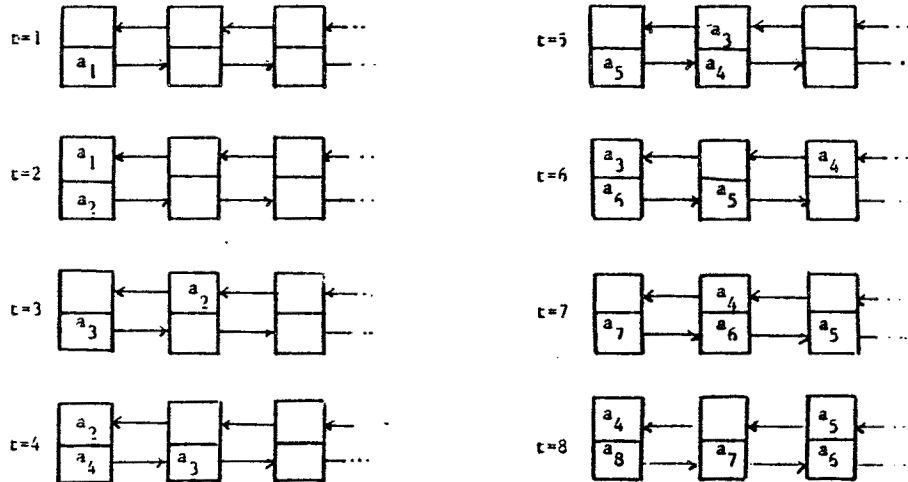 t=1
a1
t=2
a1
a2
t=3
a2
a3
t=4
a2
a4 a3
t=5
a3
a5 a4
t=6
a3 a4
a6 a5
t=7
a4
a7 a6 a5
t=8
a4 a5
a8 a7 a6